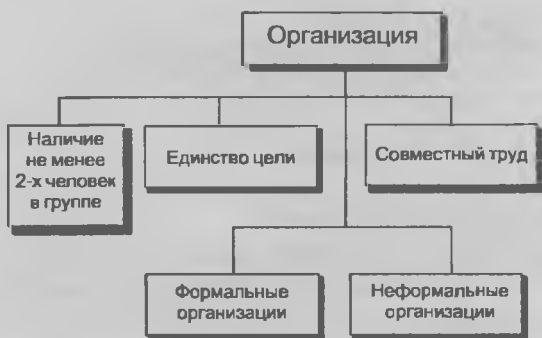 Организация
Наличие
не менее
2-х человек
в группе
Единство цели
Совместный труд
Формальные
организации
Неформальные
организации